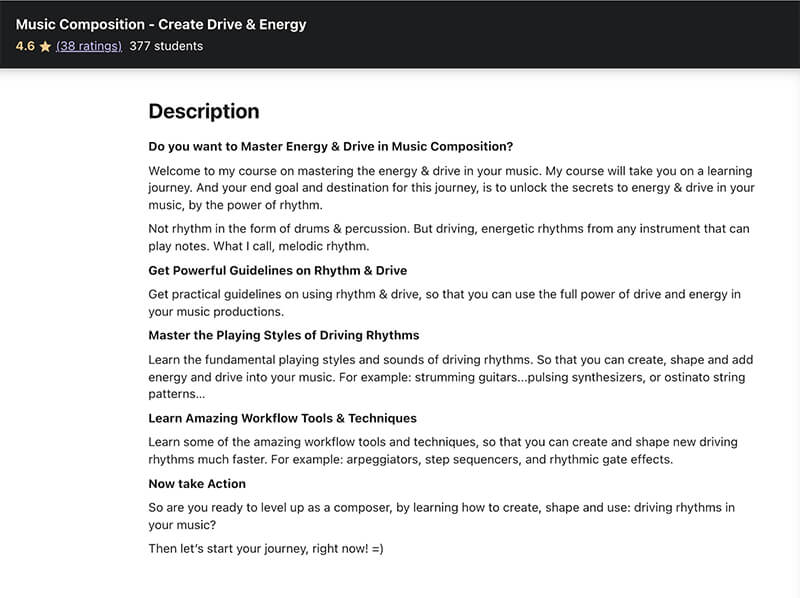 Music Composition - Create Drive & Energy
4.6 ★ (38 ratings) 377 students
Description
Do you want to Master Energy & Drive in Music Composition?
Welcome to my course on mastering the energy & drive in your music. My course will take you on a learning
journey. And your end goal and destination for this journey, is to unlock the secrets to energy & drive in your
music, by the power of rhythm.
Not rhythm in the form of drums & percussion. But driving, energetic rhythms from any instrument that can
play notes. What I call, melodic rhythm.
Get Powerful Guidelines on Rhythm & Drive
Get practical guidelines on using rhythm & drive, so that you can use the full power of drive and energy in
your music productions.
Master the Playing Styles of Driving Rhythms
Learn the fundamental playing styles and sounds of driving rhythms. So that you can create, shape and add
energy and drive into your music. For example: strumming guitars...pulsing synthesizers, or ostinato string
patterns...
Learn Amazing Workflow Tools & Techniques
Learn some of the amazing workflow tools and techniques, so that you can create and shape new driving
rhythms much faster. For example: arpeggiators, step sequencers, and rhythmic gate effects.
Now take Action
So are you ready to level up as a composer, by learning how to create, shape and use: driving rhythms in
your music?
Then let's start your journey, right now! =)